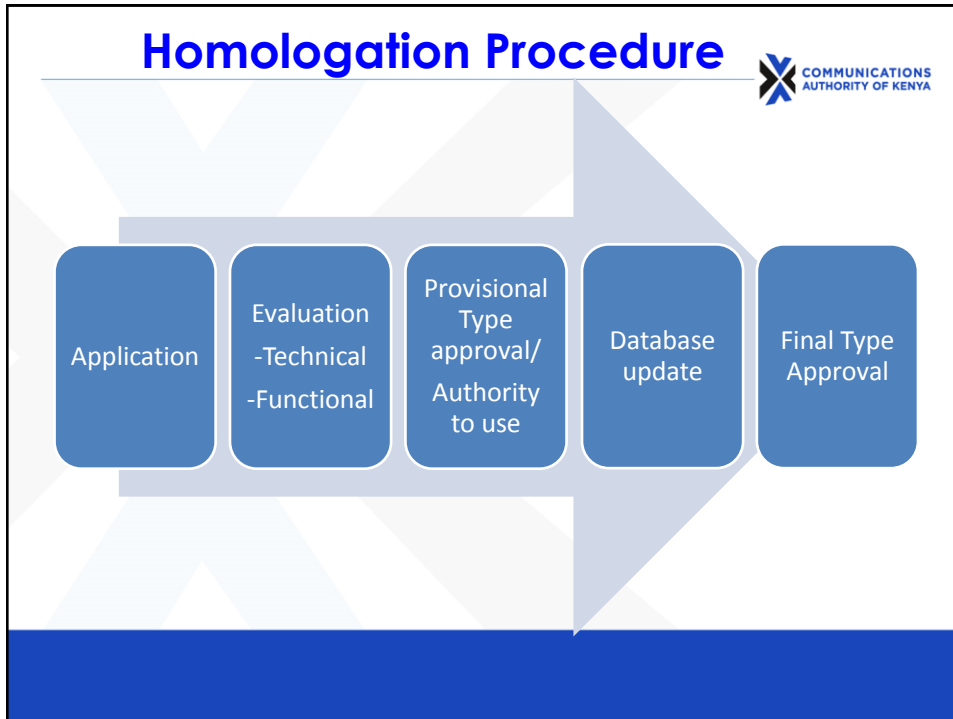 Homologation Procedure
COMMUNICATIONS
AUTHORITY OF KENYA
Application
Evaluation
-Technical
-Functional
Provisional
Type
approval/
Authority
to use
Database
update
Final Type
Approval